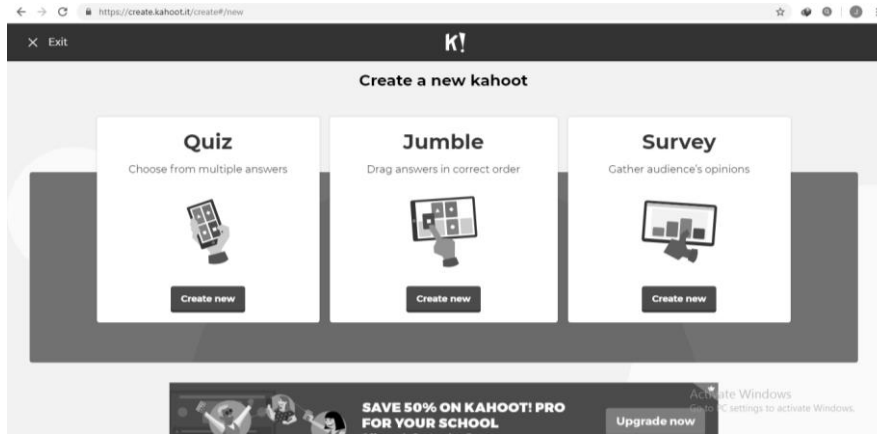 https://create.kahoot.it/create#/new
J
Exit
K!
Create a new kahoot
Quiz
Choose from multiple answers
Create new
Jumble
Drag answers in correct order
Create new
Survey
Gather audience's opinions
Create new
SAVE 50% ON KAHOOT! PRO
FOR YOUR SCHOOL
Upgrade now
Activate Windows
Go to PC settings to activate Windows.